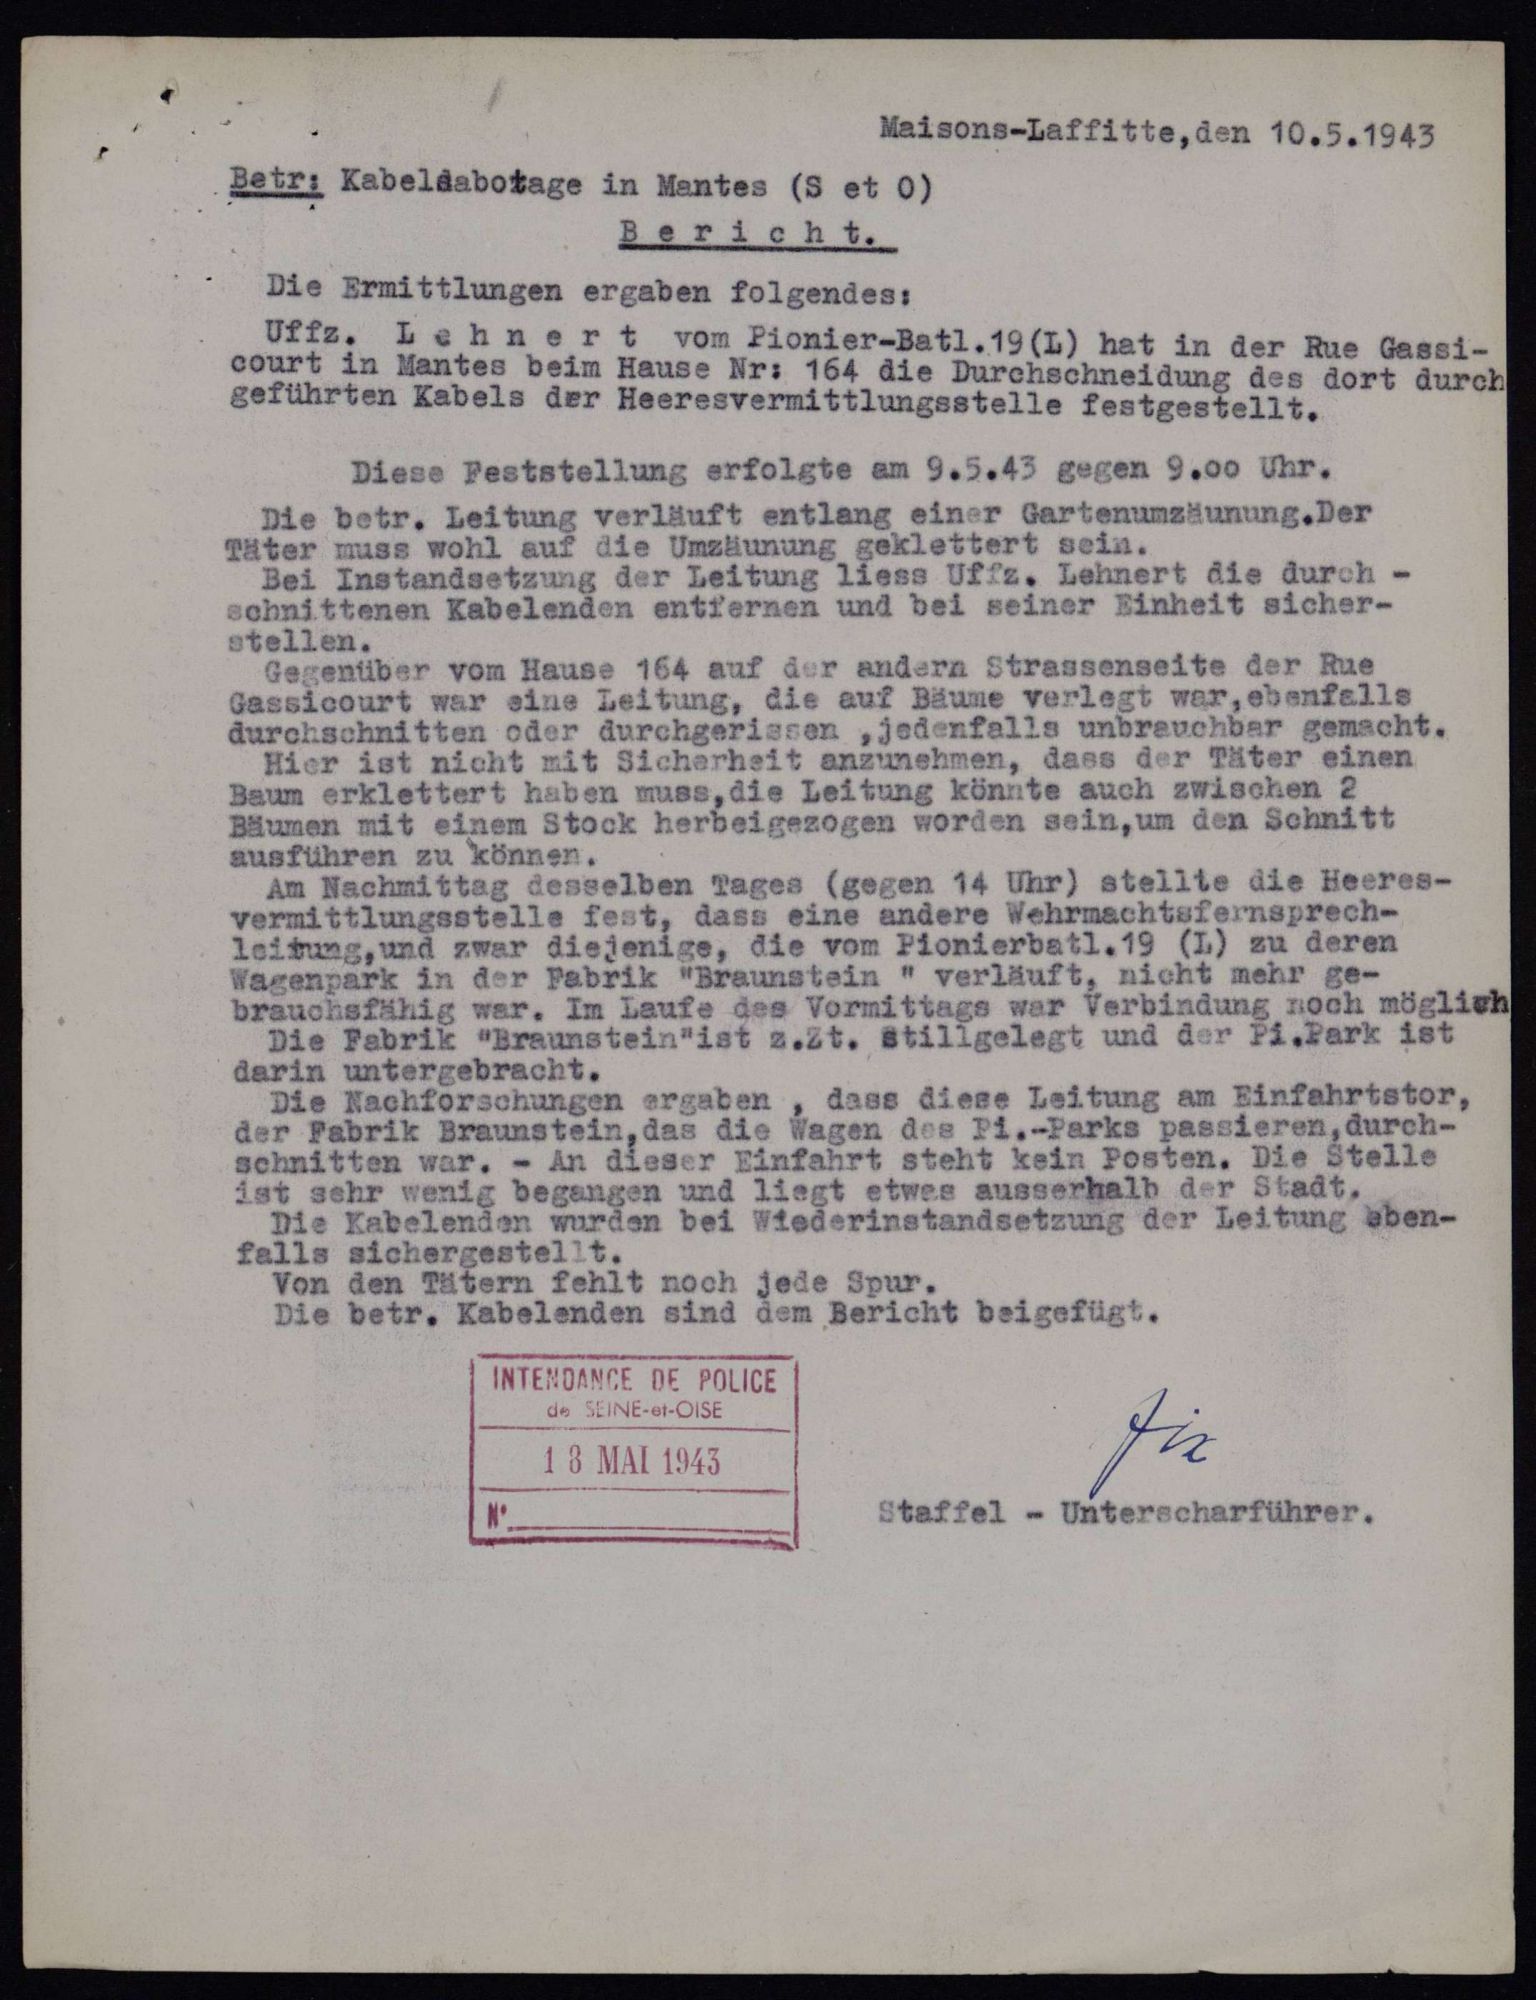 Maisons-Laffitte,den 10.5.1943
Betr: Kabelsabotage in Mantes (S et O)
B e r i c h t.
Die Ermittlungen ergaben folgendes:
Uffz. L e h n e r t vom Pionier-Batl.19(L) hat in der Rue Gassi-
court in Mantes beim Hause Nr: 164 die Durchschneidung des dort durch
geführten Kabels der Heeresvermittlungsstelle festgestellt.
Diese Feststellung erfolgte am 9.5.43 gegen 9.oo Uhr.
Die betr. Leitung verläuft entlang einer Gartenumzäunung.Der
Täter muss wohl auf die Umzäunung geklettert sein.
Bei Instandsetzung der Leitung liess Uffz. Lehnert die durch -
schnittenen Kabelenden entfernen und bei seiner Einheit sicher-
stellen.
Gegenüber vom Hause 164 auf der andern Strassenseite der Rue
Gassicourt war eine Leitung, die auf Bäume verlegt war,ebenfalls
durchschnitten oder durchgerissen ,jedenfalls unbrauchbar gemacht.
Hier ist nicht mit Sicherheit anzunehmen, dass der Täter einen
Baum erklettert haben muss,die Leitung könnte auch zwischen 2
Bäumen mit einem Stock herbeigezogen worden sein,um den Schnitt
ausführen zu können.
Am Nachmittag desselben Tages (gegen 14 Uhr) stellte die Heeres-
vermittlungsstelle fest, dass eine andere Wehrmachtsfernsprech-
leitung,und zwar diejenige, die vom Pionierbatl.19 (L) zu deren
Wagenpark in der Fabrik "Braunstein " verläuft, nicht mehr ge-
brauchsfähig war. Im Laufe des Vormittags war Verbindung noch möglich
Die Fabrik "Braunstein"ist z.Zt. stillgelegt und der Pi.Park ist
darin untergebracht.
Die Nachforschungen ergaben , dass diese Leitung am Einfahrtstor,
der Fabrik Braunstein,das die Wagen des Pi.-Parks passieren,durch-
schnitten war. - An dieser Einfahrt steht kein Posten. Die Stelle
ist sehr wenig begangen und liegt etwas ausserhalb der Stadt.
Die Kabelenden wurden bei Wiederinstandsetzung der Leitung eben-
falls sichergestellt.
Von den Tätern fehlt noch jede Spur.
Die betr. Kabelenden sind dem Bericht beigefügt.
INTENDANCE DE POLICE
de SEINE-et-OISE
18 MAI 1943
N°
Staffel - Unterscharführer.